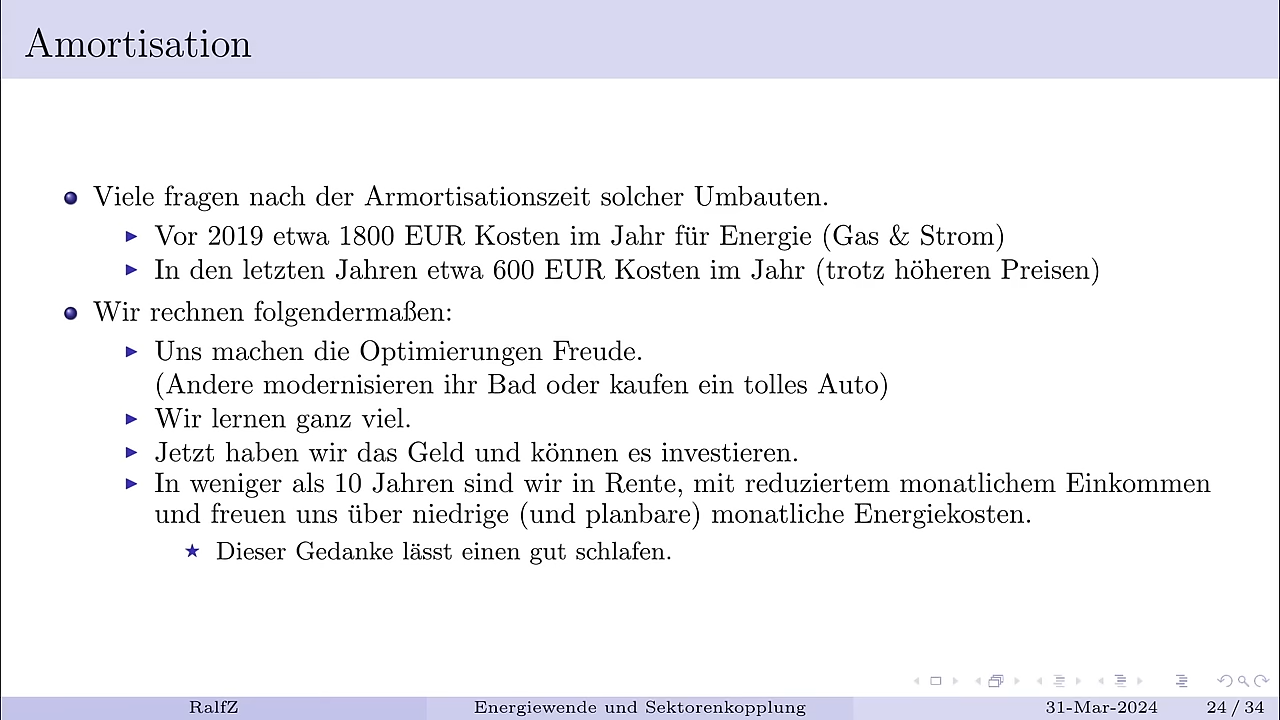 Amortisation
Viele fragen nach der Armortisationszeit solcher Umbauten.
Vor 2019 etwa 1800 EUR Kosten im Jahr für Energie (Gas & Strom)
In den letzten Jahren etwa 600 EUR Kosten im Jahr (trotz höheren Preisen)
Wir rechnen folgendermaßen:
Uns machen die Optimierungen Freude.
(Andere modernisieren ihr Bad oder kaufen ein tolles Auto)
Wir lernen ganz viel.
Jetzt haben wir das Geld und können es investieren.
In weniger als 10 Jahren sind wir in Rente, mit reduziertem monatlichem Einkommen
und freuen uns über niedrige (und planbare) monatliche Energiekosten.
Dieser Gedanke lässt einen gut schlafen.
RalfZ Energiewende und Sektorenkopplung 31-Mar-2024 24 / 34